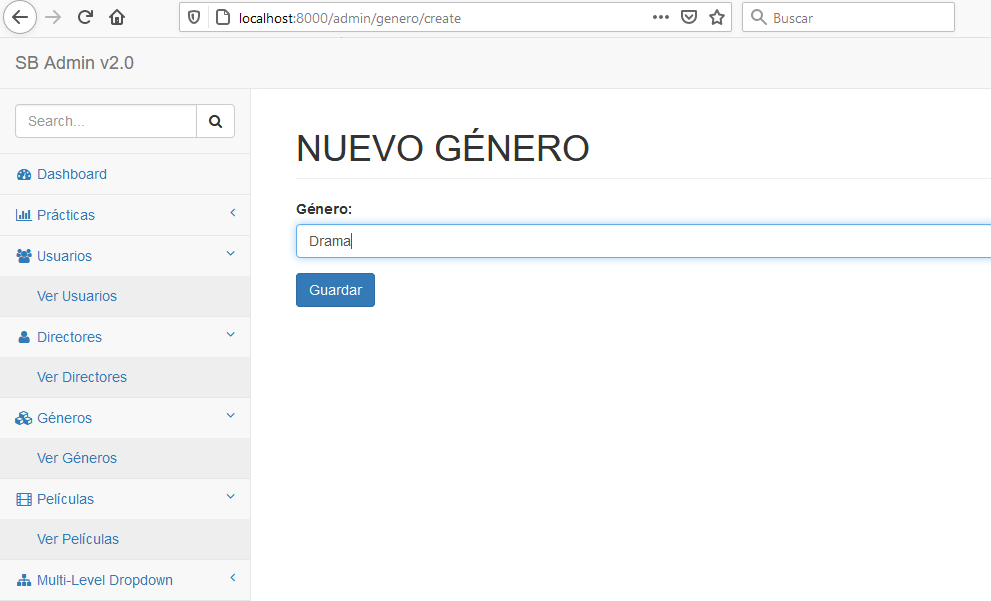 localhost:8000/admin/genero/create
Buscar
SB Admin v2.0
Search...
Dashboard
Prácticas
Usuarios
Ver Usuarios
Directores
Ver Directores
Géneros
Ver Géneros
Películas
Ver Películas
Multi-Level Dropdown
NUEVO GÉNERO
Género:
Drama
Guardar